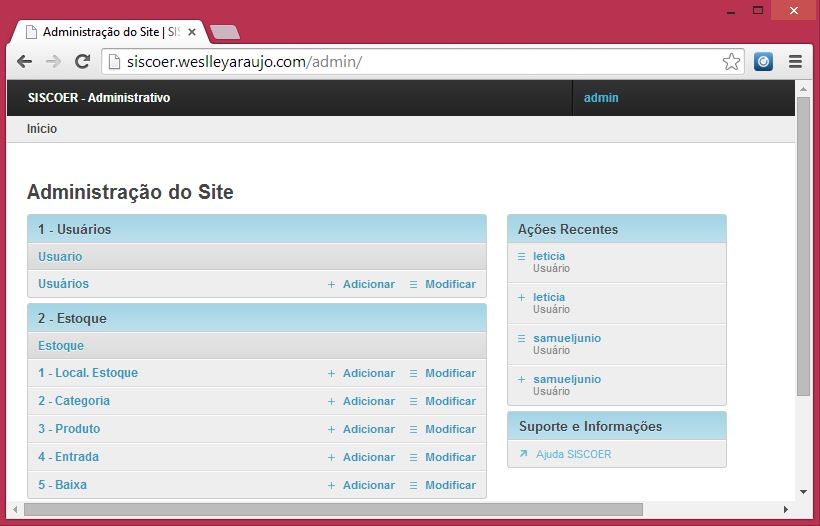 Administração do Site | SIS
siscoer.weslleyaraujo.com/admin/
SISCOER - Administrativo
admin
Início
Administração do Site
1 - Usuários
Usuario
Usuários Adicionar Modificar
2 - Estoque
Estoque
1 - Local. Estoque Adicionar Modificar
2 - Categoria Adicionar Modificar
3 - Produto Adicionar Modificar
4 - Entrada Adicionar Modificar
5 - Baixa Adicionar Modificar
Ações Recentes
leticia
Usuário
leticia
Usuário
samueljunio
Usuário
samueljunio
Usuário
Suporte e Informações
Ajuda SISCOER